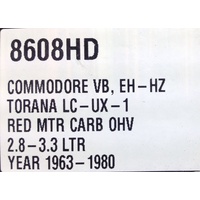 8608HD
COMMODORE VB, EH-HZ
TORANA LC-UX-1
RED MTR CARB OHV
2.8-3.3 LTR
YEAR 1963-1980